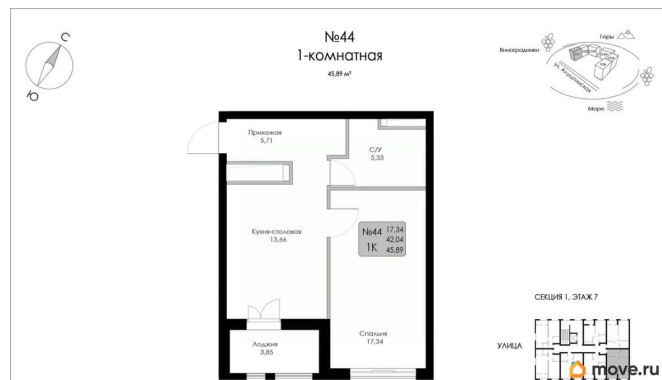 С
Ю
№44
1-комнатная
45,89 м²
Горы
Виноградники
ул. Алуштинская
Море
Прихожая
5,71
С/У
5,33
Кухня-столовая
13,66
№44 17,34
42,04
1К 45,89
Спальня
17,34
Лоджия
3,85
СЕКЦИЯ 1, ЭТАЖ 7
УЛИЦА
move.ru